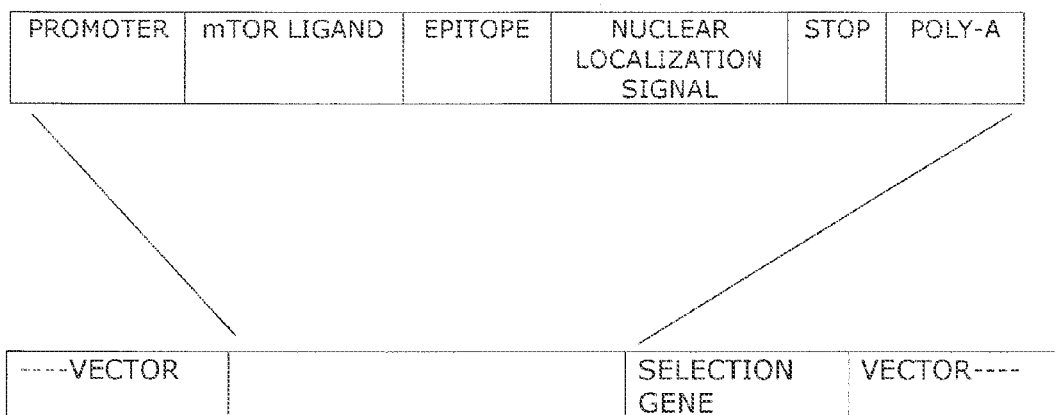 PROMOTER mTOR LIGAND EPITOPE NUCLEAR STOP POLY-A
LOCALIZATION
SIGNAL
----VECTOR SELECTION VECTOR----
GENE